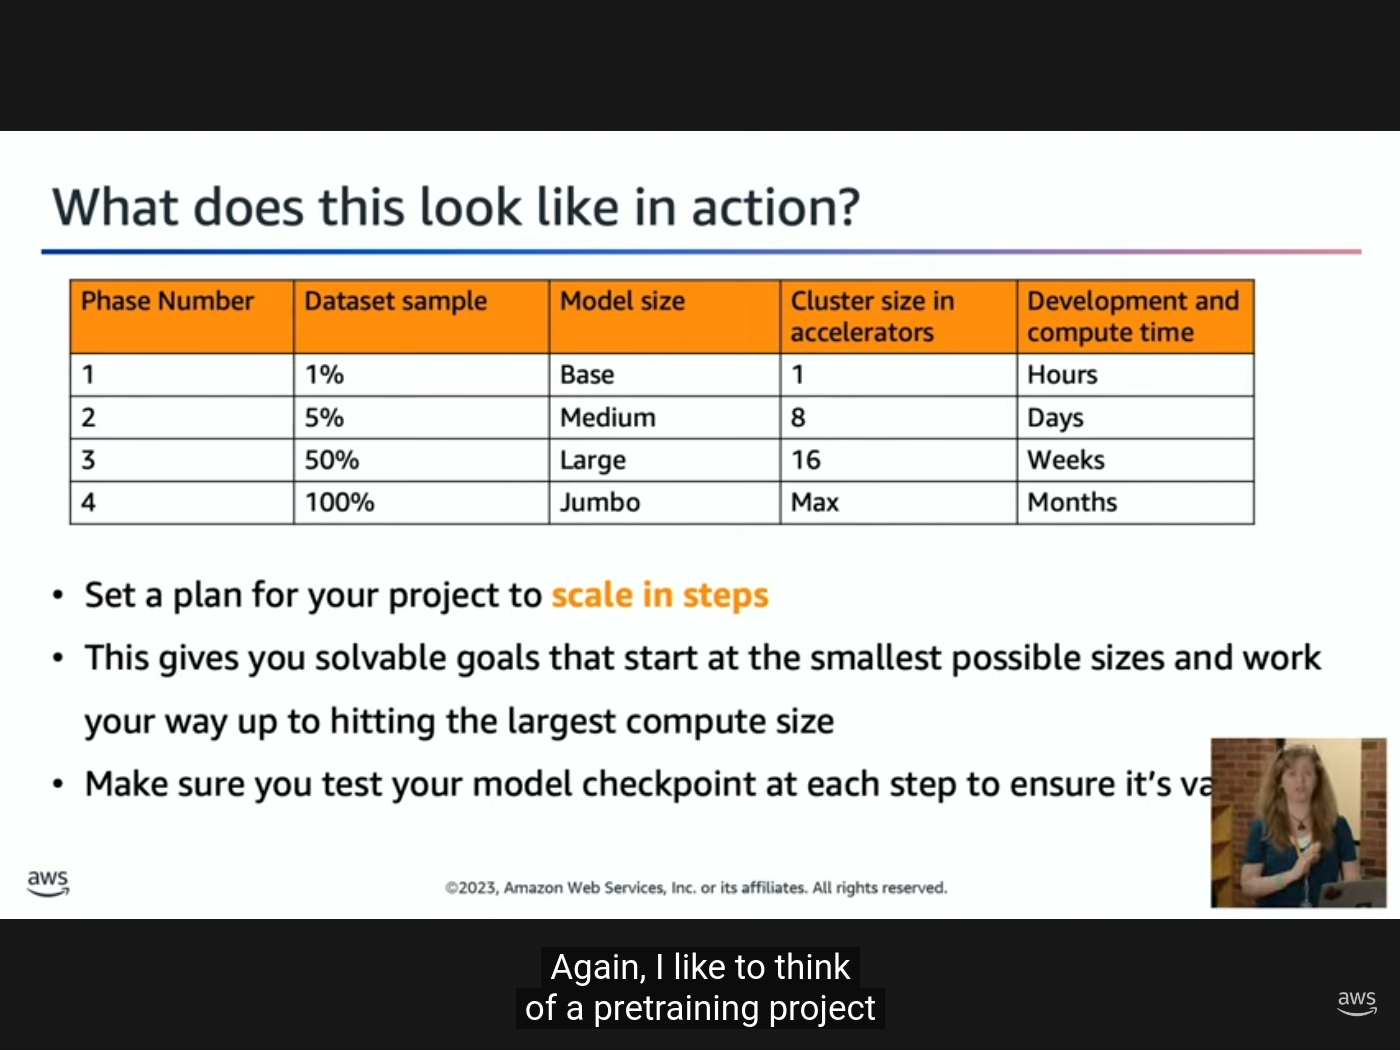 What does this look like in action?
Phase Number Dataset sample Model size Cluster size in accelerators Development and compute time
1 1% Base 1 Hours
2 5% Medium 8 Days
3 50% Large 16 Weeks
4 100% Jumbo Max Months
• Set a plan for your project to scale in steps
• This gives you solvable goals that start at the smallest possible sizes and work
your way up to hitting the largest compute size
• Make sure you test your model checkpoint at each step to ensure it's
aws
©2023, Amazon Web Services, Inc. or its affiliates. All rights reserved.
Again, I like to think
of a pretraining project
aws